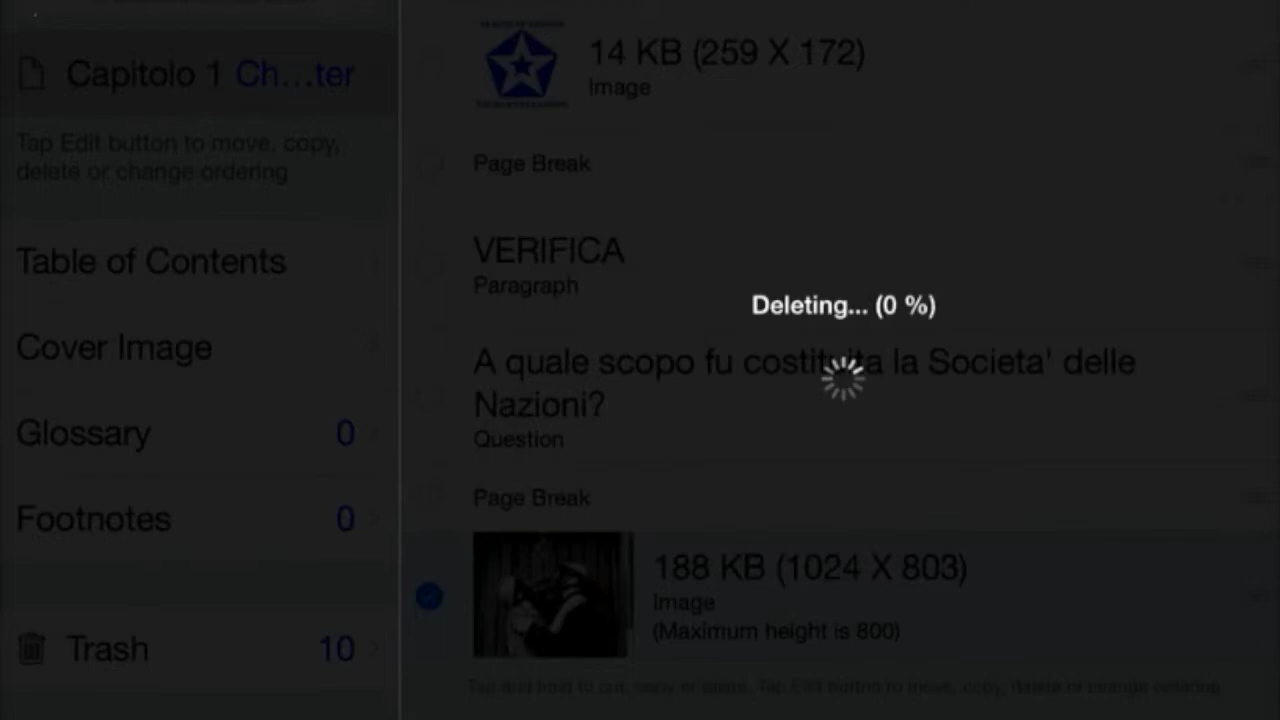 Capitolo 1 Ch...ter
Tap Edit button to move, copy,
delete or change ordering
Table of Contents
Cover Image
Glossary 0
Footnotes 0
Trash 10
14 KB (259 X 172)
Image
Page Break
VERIFICA
Paragraph
Deleting... (0 %)
A quale scopo fu costituita la Societa' delle
Nazioni?
Question
Page Break
188 KB (1024 X 803)
Image
(Maximum height is 800)
Tap and hold to cut, copy or paste. Tap Edit button to move, copy, delete or change ordering